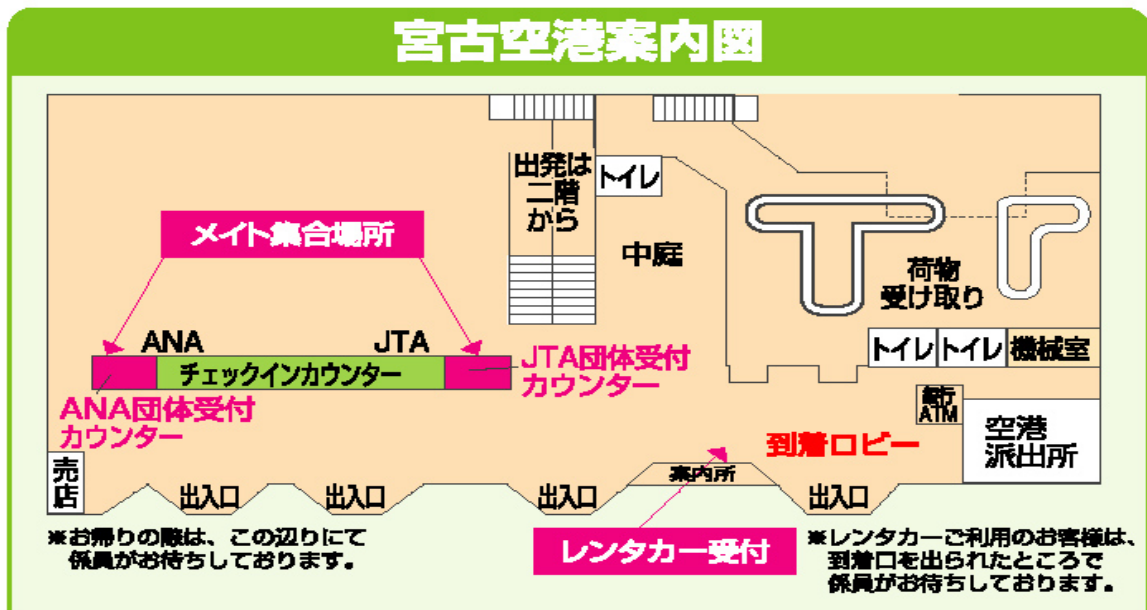 宮古空港案内図
出発は
二階
から
トイレ
メイト集合場所
中庭
荷物
受け取り
ANA
JTA
チェックインカウンター
トイレ
トイレ
機械室
JTA団体受付
カウンター
ANA団体受付
カウンター
銀行
ATM
空港
派出所
到着ロビー
売店
案内所
出入口
出入口
出入口
出入口
※お帰りの際は、この辺りにて
係員がお待ちしております。
レンタカー受付
※レンタカーご利用のお客様は、
到着口を出られたところで
係員がお待ちしております。